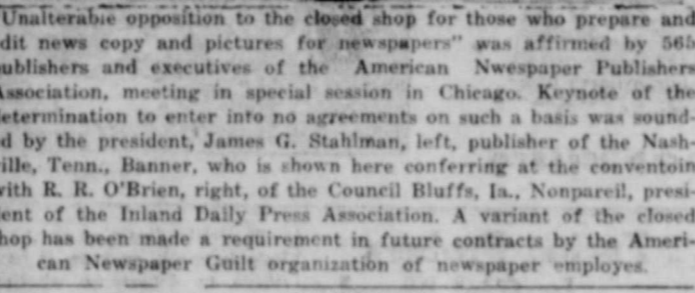 "Unalterable opposition to the closed shop for those who prepare and
dit news copy and pictures for newspapers" was affirmed by 565
ublishers and executives of the American Nwespaper Publishers
Association, meeting in special session in Chicago. Keynote of the
etermination to enter into no agreements on such a basis was sound-
d by the president, James G. Stahlman, left, publisher of the Nash-
ille, Tenn., Banner, who is shown here conferring at the conventoin
with R. R. O'Brien, right, of the Council Bluffs, Ia., Nonpareil, presi-
ent of the Inland Daily Press Association. A variant of the closed
hop has been made a requirement in future contracts by the Ameri-
can Newspaper Guilt organization of newspaper employes.